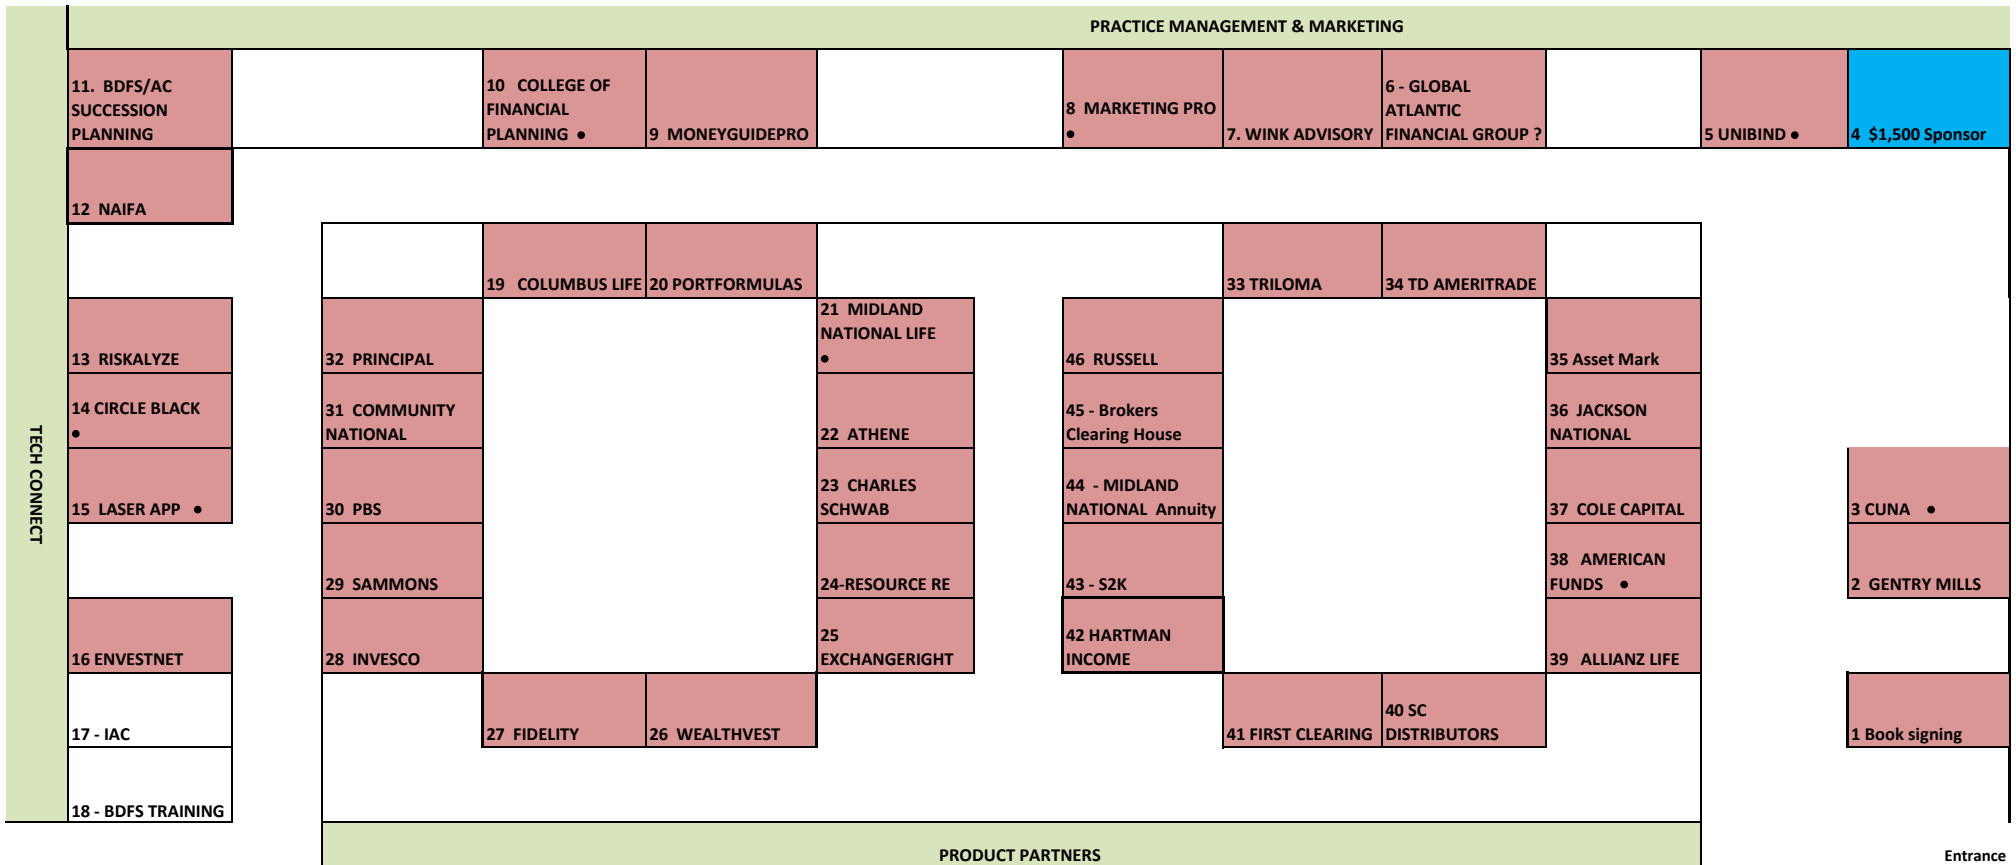 PRACTICE MANAGEMENT & MARKETING
11. BDFS/AC
SUCCESSION
PLANNING
10 COLLEGE OF
FINANCIAL
PLANNING ●
9 MONEYGUIDEPRO
8 MARKETING PRO
●
7. WINK ADVISORY
6 - GLOBAL
ATLANTIC
FINANCIAL GROUP ?
5 UNIBIND ●
4 $1,500 Sponsor
12 NAIFA
19 COLUMBUS LIFE
20 PORTFORMULAS
33 TRILOMA
34 TD AMERITRADE
13 RISKALYZE
32 PRINCIPAL
21 MIDLAND
NATIONAL LIFE
●
46 RUSSELL
35 Asset Mark
14 CIRCLE BLACK
●
31 COMMUNITY
NATIONAL
22 ATHENE
45 - Brokers
Clearing House
36 JACKSON
NATIONAL
TECH CONNECT
15 LASER APP ●
30 PBS
23 CHARLES
SCHWAB
44 - MIDLAND
NATIONAL Annuity
37 COLE CAPITAL
3 CUNA ●
29 SAMMONS
24-RESOURCE RE
43 - S2K
38 AMERICAN
FUNDS ●
2 GENTRY MILLS
16 ENVESTNET
28 INVESCO
25
EXCHANGERIGHT
42 HARTMAN
INCOME
39 ALLIANZ LIFE
17 - IAC
27 FIDELITY
26 WEALTHVEST
41 FIRST CLEARING
40 SC
DISTRIBUTORS
1 Book signing
18 - BDFS TRAINING
PRODUCT PARTNERS
Entrance